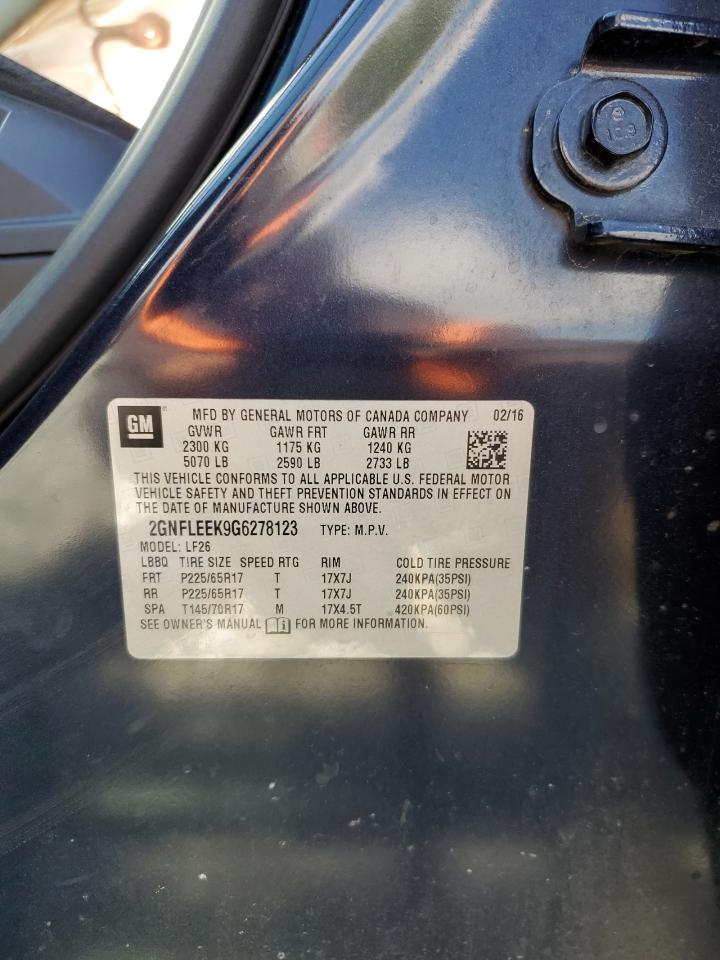 10.9
GM MFD BY GENERAL MOTORS OF CANADA COMPANY 02/16
GVWR GAWR FRT GAWR RR
2300 KG 1175 KG 1240 KG
5070 LB 2590 LB 2733 LB
THIS VEHICLE CONFORMS TO ALL APPLICABLE U.S. FEDERAL MOTOR
VEHICLE SAFETY AND THEFT PREVENTION STANDARDS IN EFFECT ON
THE DATE OF MANUFACTURE SHOWN ABOVE.
2GNFLEEK9G6278123 TYPE: M.P.V.
MODEL: LF26
LBBQ TIRE SIZE SPEED RTG RIM COLD TIRE PRESSURE
FRT P225/65R17 T 17X7J 240KPA(35PSI)
RR P225/65R17 T 17X7J 240KPA(35PSI)
SPA T145/70R17 M 17X4.5T 420KPA(60PSI)
SEE OWNER'S MANUAL FOR MORE INFORMATION.